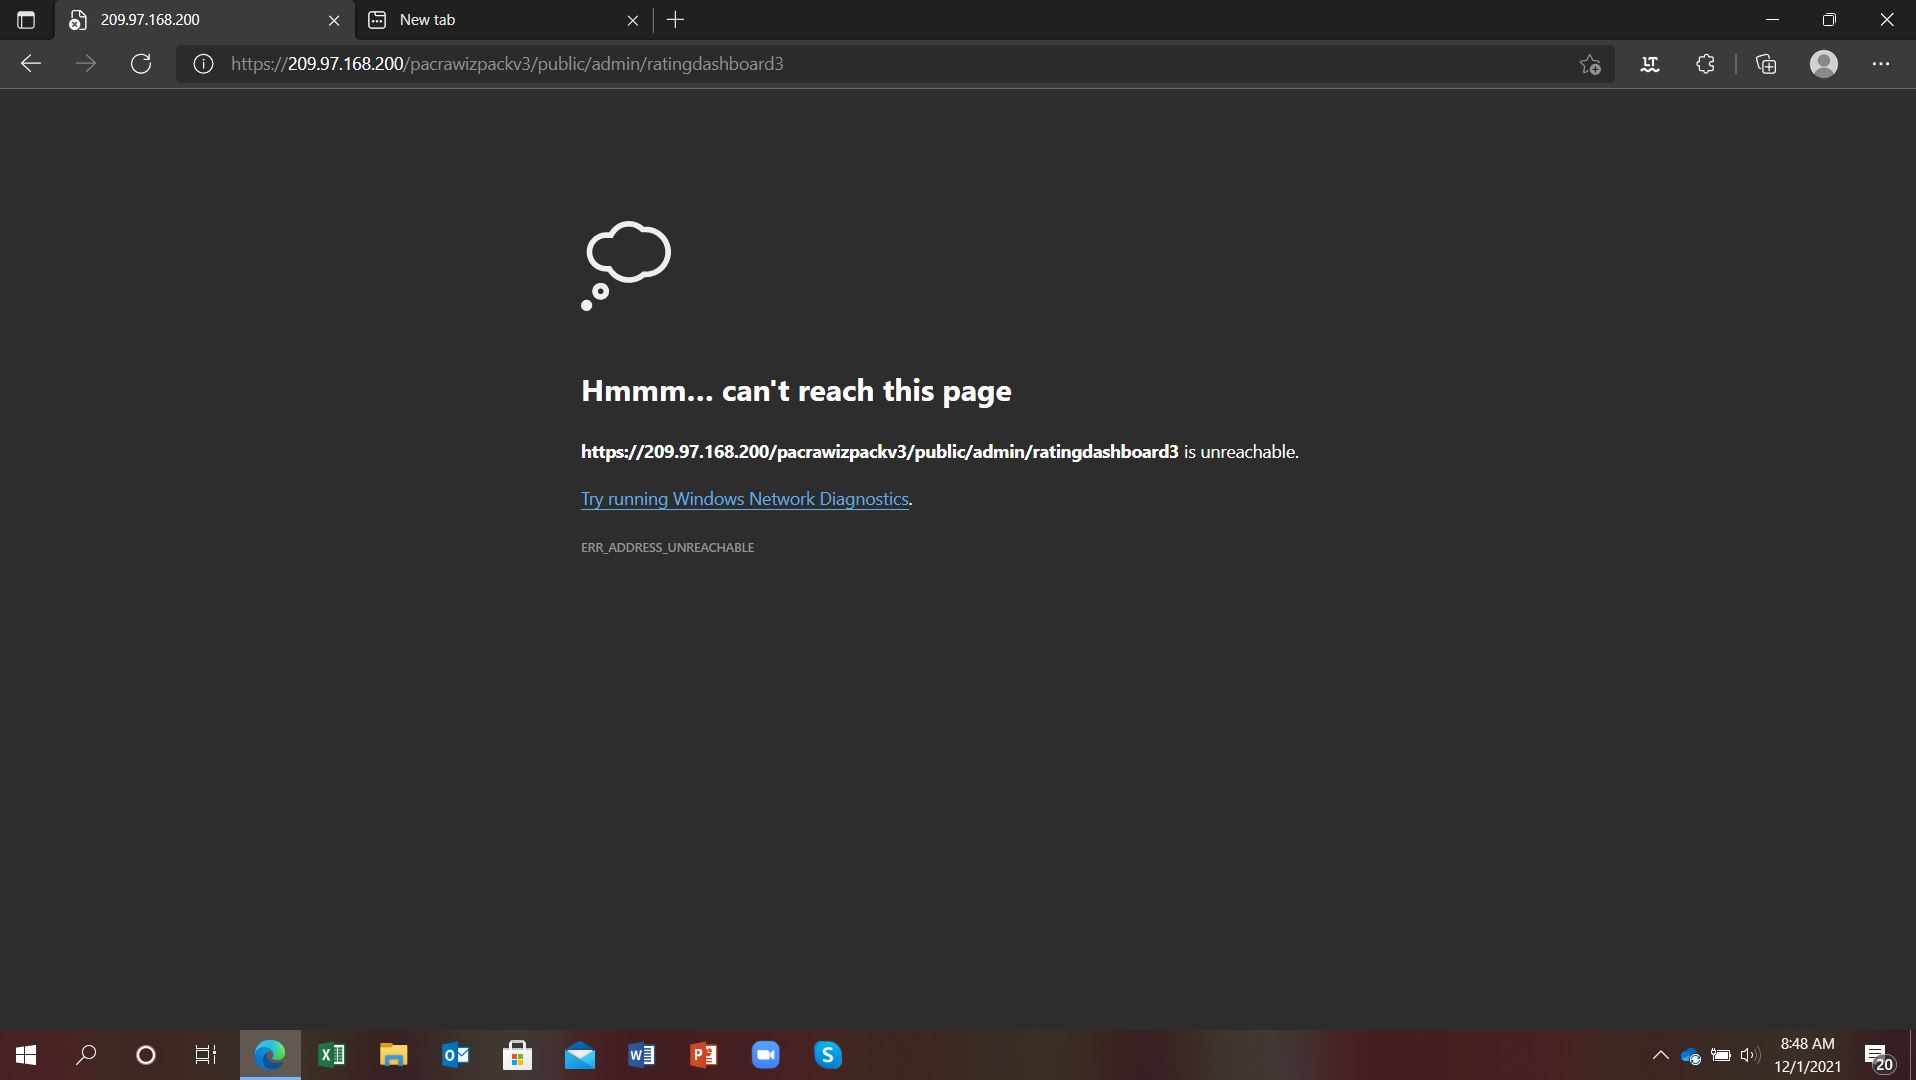 209.97.168.200
New tab
https://209.97.168.200/pacrawizpackv3/public/admin/ratingdashboard3
LT
Hmmm... can't reach this page
https://209.97.168.200/pacrawizpackv3/public/admin/ratingdashboard3 is unreachable.
Try running Windows Network Diagnostics.
ERR_ADDRESS_UNREACHABLE
8:48 AM
12/1/2021
20